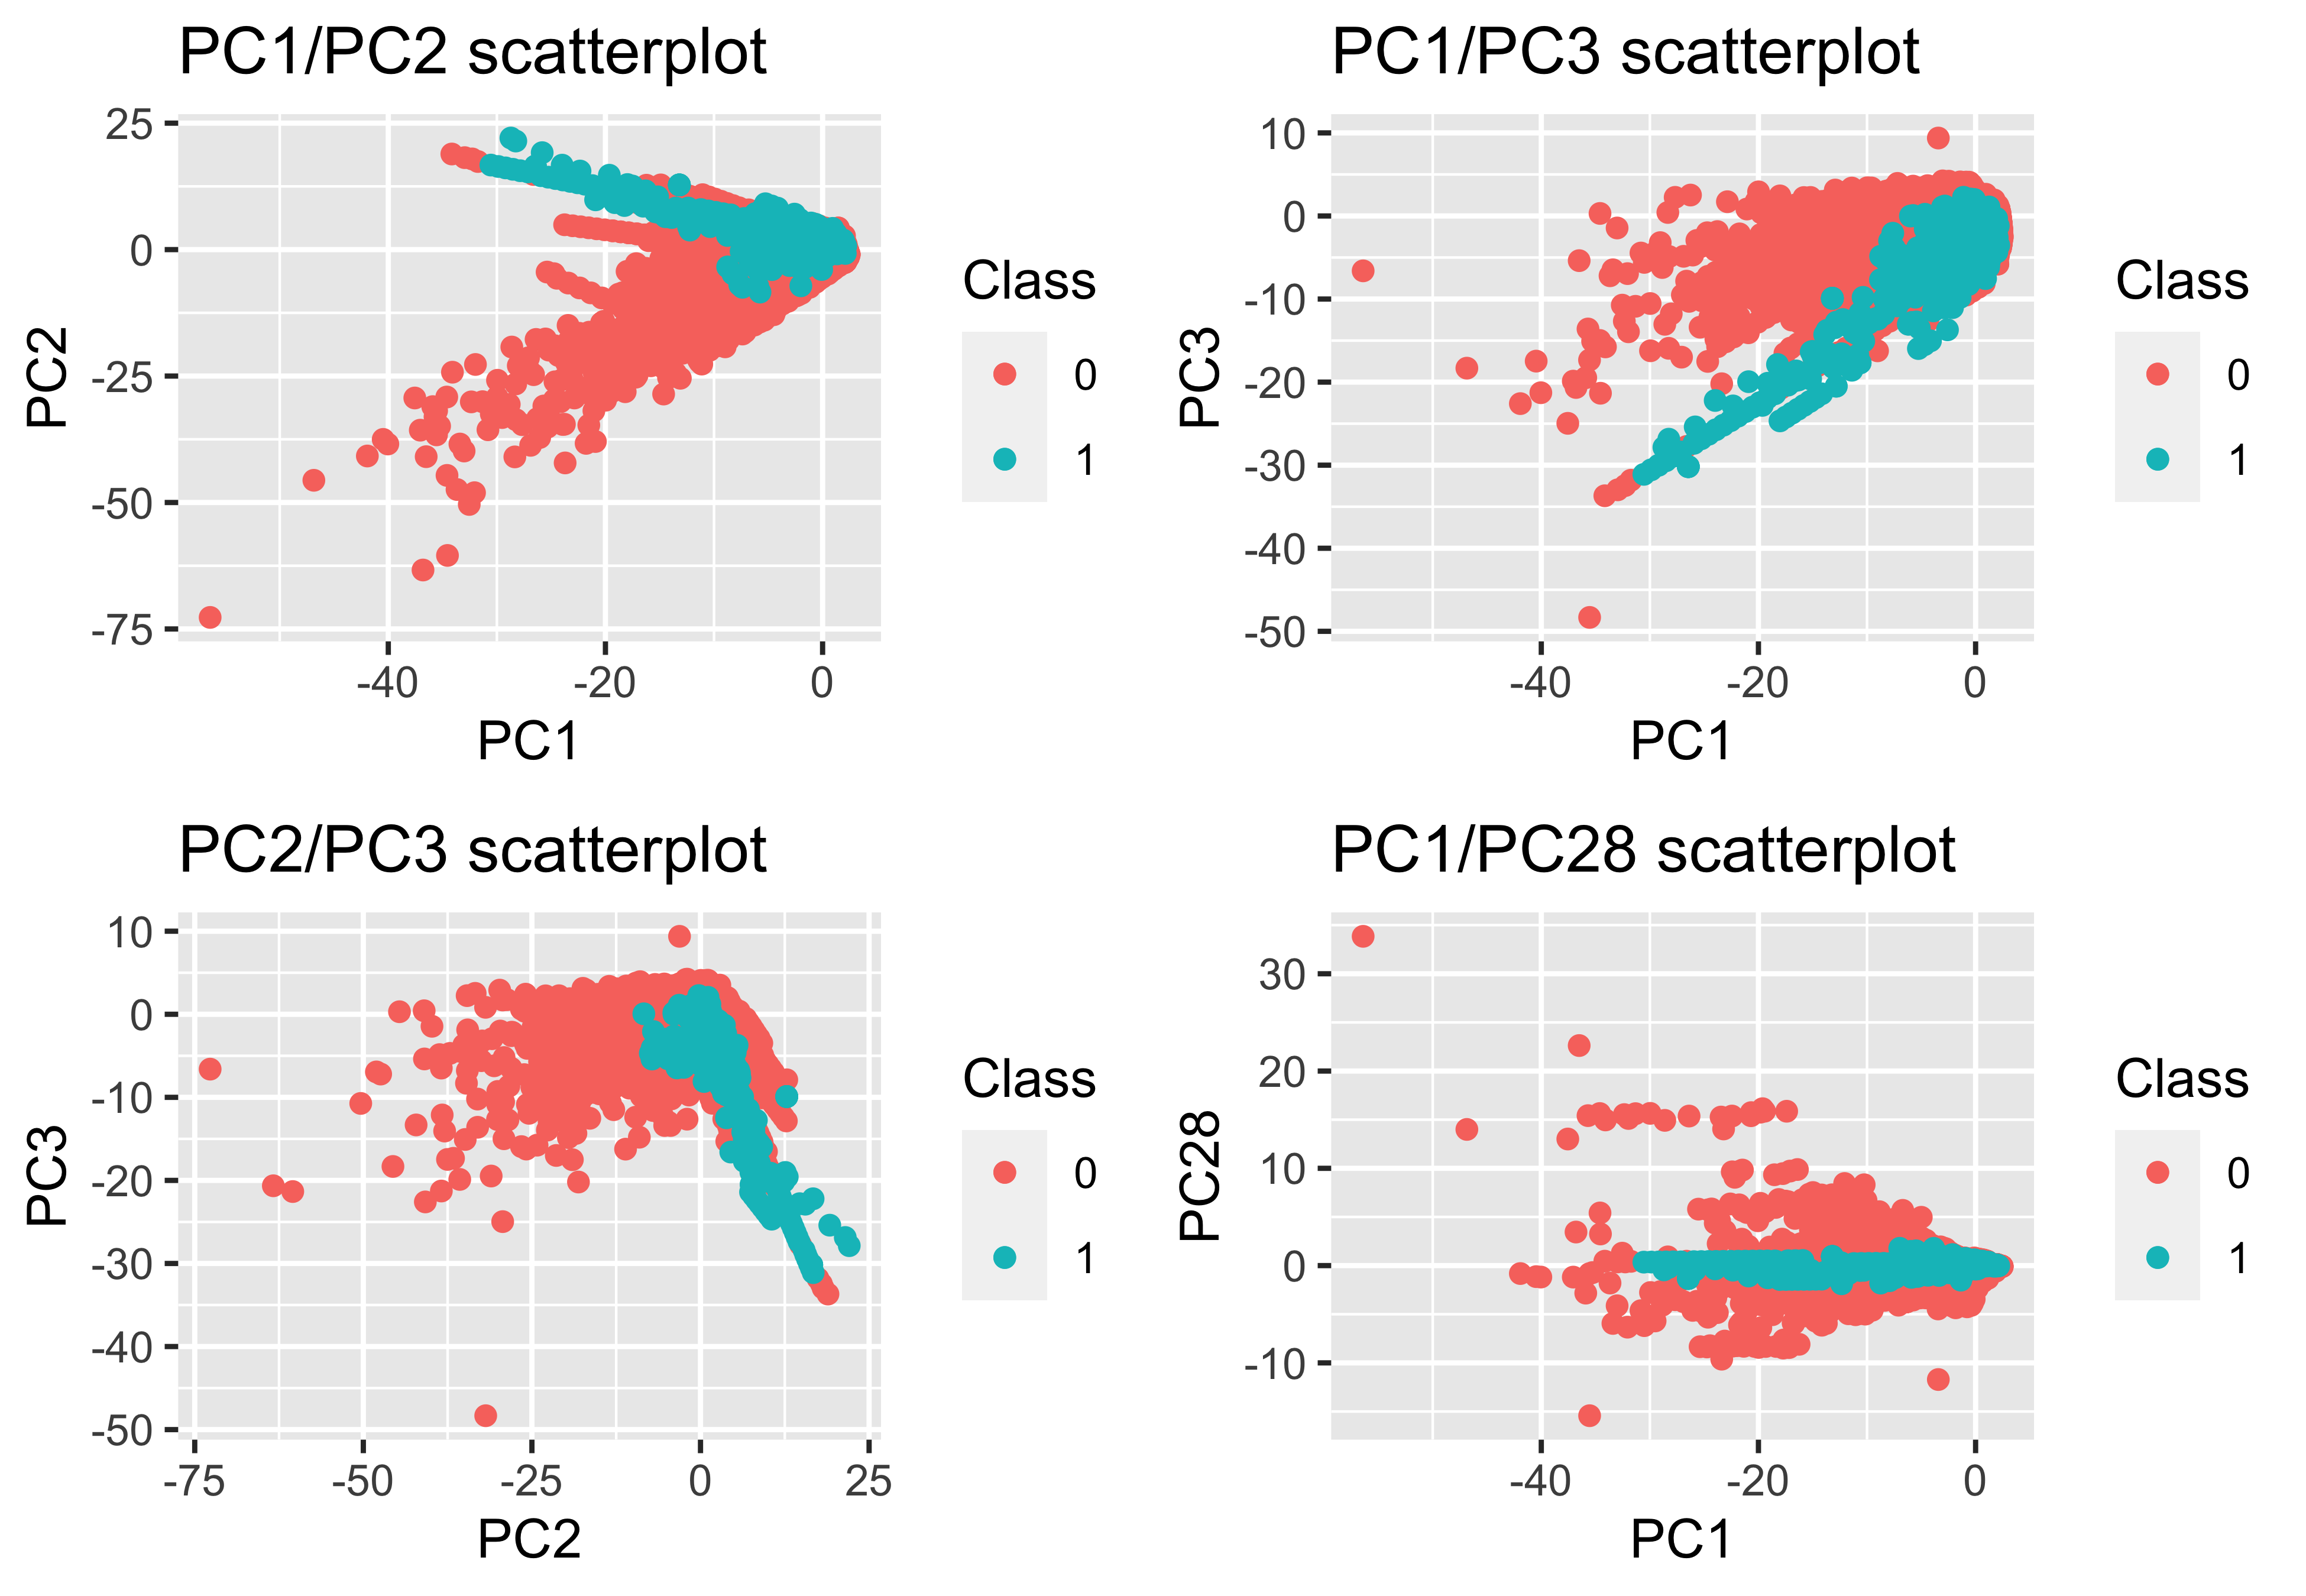 PC1/PC2 scatterplot
25
0
-25
-50
-75
-40 -20 0
PC1
PC2
Class
0
1
PC1/PC3 scatterplot
10
0
-10
-20
-30
-40
-50
-40 -20 0
PC1
PC3
Class
0
1
PC2/PC3 scatterplot
10
0
-10
-20
-30
-40
-50
-75 -50 -25 0 25
PC2
PC3
Class
0
1
PC1/PC28 scatterplot
30
20
10
0
-10
-40 -20 0
PC1
PC28
Class
0
1